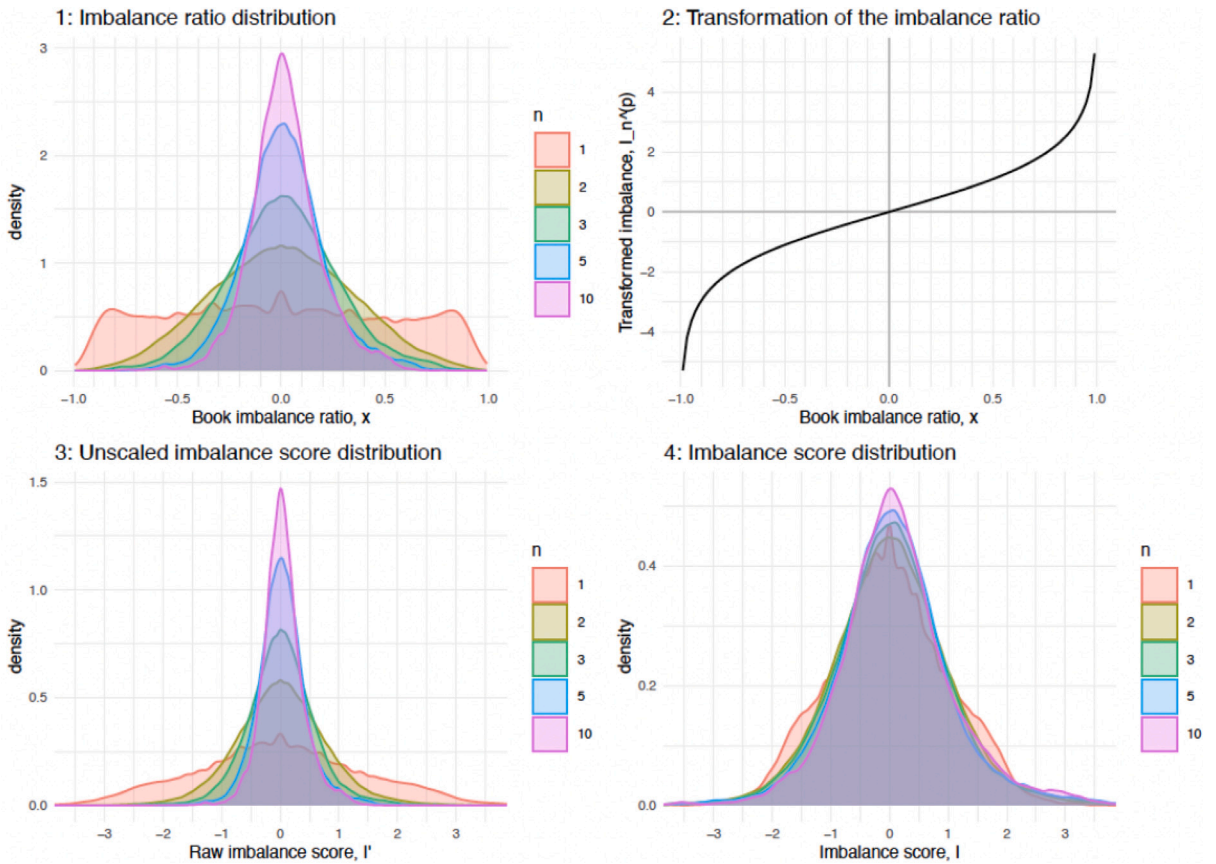 1: Imbalance ratio distribution
3
2
1
0
density
−1.0 −0.5 0.0 0.5 1.0
Book imbalance ratio, x
n
1
2
3
5
10
2: Transformation of the imbalance ratio
4
2
0
−2
−4
Transformed imbalance, I_n^(p)
−1.0 −0.5 0.0 0.5 1.0
Book imbalance ratio, x
3: Unscaled imbalance score distribution
1.5
1.0
0.5
0.0
density
−3 −2 −1 0 1 2 3
Raw imbalance score, I'
n
1
2
3
5
10
4: Imbalance score distribution
0.4
0.2
0.0
density
−3 −2 −1 0 1 2 3
Imbalance score, I
n
1
2
3
5
10